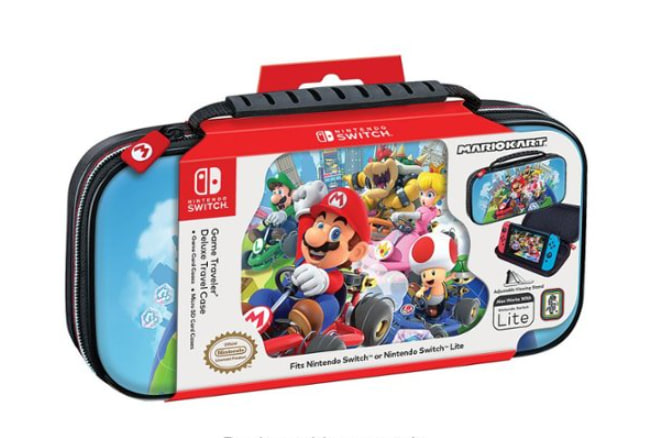 NINTENDO
SWITCH
MARIOKART
NINTENDO
SWITCH
Game Traveler
Deluxe Travel Case
• Game Card Cases • Micro SD Card Cases
M
M
M
Adjustable Viewing Stand
Also Works With
Nintendo Switch
Lite
Official
Nintendo
Licensed Product
Fits Nintendo Switch™ or Nintendo Switch™ Lite